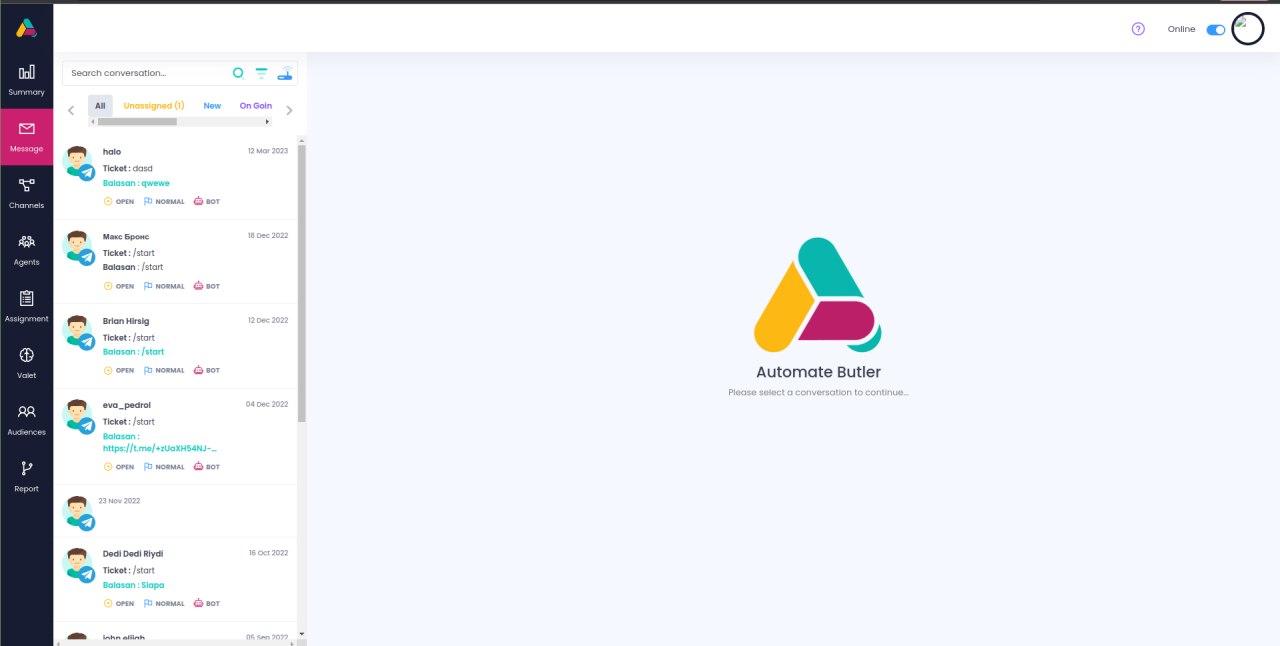 Online
Summary
Message
Channels
Agents
Assignment
Valet
Audiences
Report
Search conversation...
All
Unassigned (1)
New
On Goin
halo
12 Mar 2023
Ticket : dasd
Balasan : qwewe
OPEN NORMAL BOT
Макс Бронс
18 Dec 2022
Ticket : /start
Balasan : /start
OPEN NORMAL BOT
Brian Hirsig
12 Dec 2022
Ticket : /start
Balasan : /start
OPEN NORMAL BOT
eva_pedrol
04 Dec 2022
Ticket : /start
Balasan :
https://t.me/+zUaXH54NJ-...
OPEN NORMAL BOT
23 Nov 2022
Dedi Dedi Riydi
16 Oct 2022
Ticket : /start
Balasan : Siapa
OPEN NORMAL BOT
john elijah
05 Sep 2022
Automate Butler
Please select a conversation to continue...